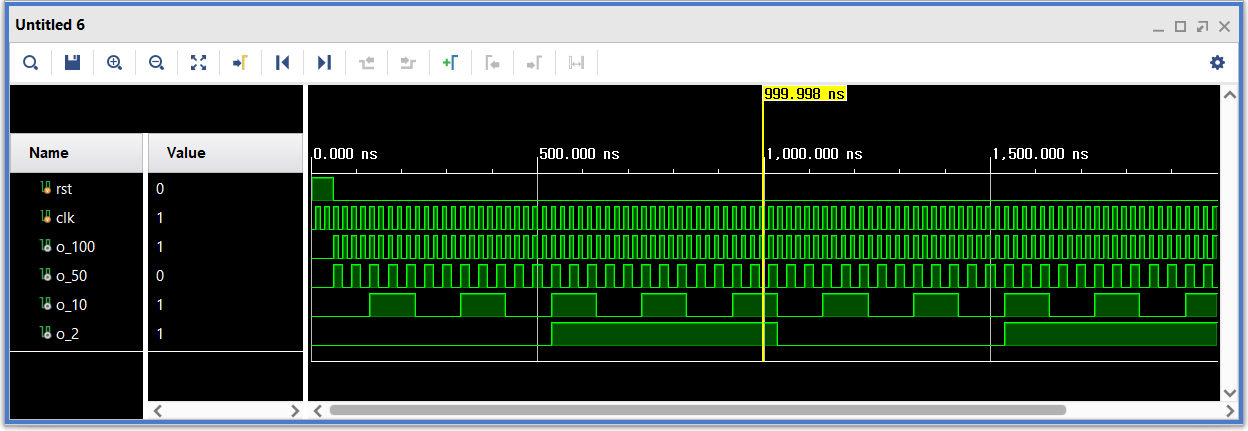 Untitled 6
999.998 ns
Name Value
0.000 ns 500.000 ns 1,000.000 ns 1,500.000 ns
rst 0
clk 1
o_100 1
o_50 0
o_10 1
o_2 1